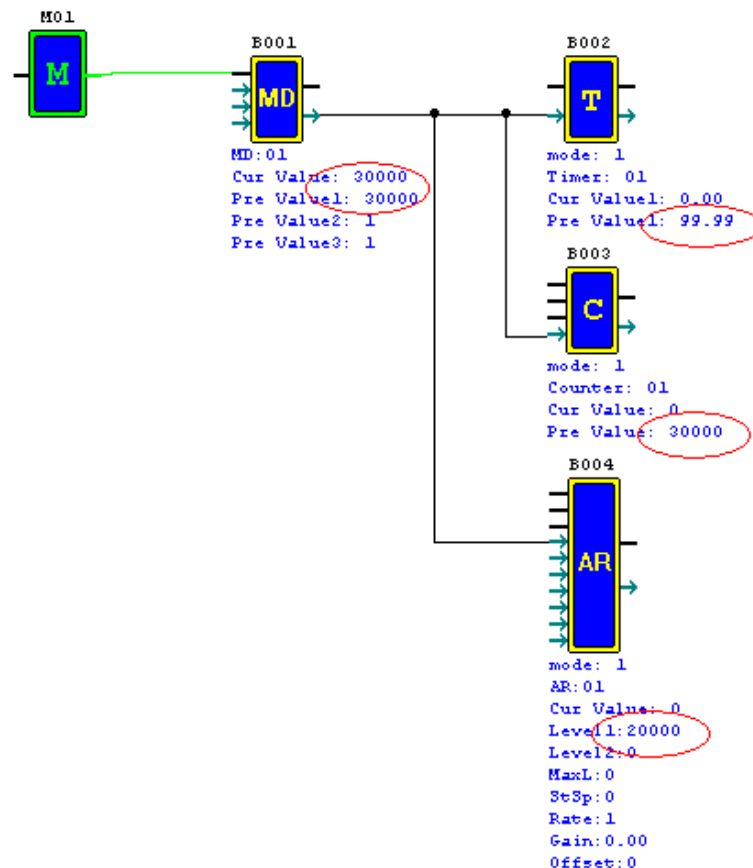 M01
M
B001
MD
MD:01
Cur Value: 30000
Pre Value1: 30000
Pre Value2: 1
Pre Value3: 1
B002
T
mode: 1
Timer: 01
Cur Value1: 0.00
Pre Value1: 99.99
B003
C
mode: 1
Counter: 01
Cur Value: 0
Pre Value: 30000
B004
AR
mode: 1
AR:01
Cur Value: 0
Level1:20000
Level2:0
MaxL:0
StSp:0
Rate:1
Gain:0.00
Offset:0